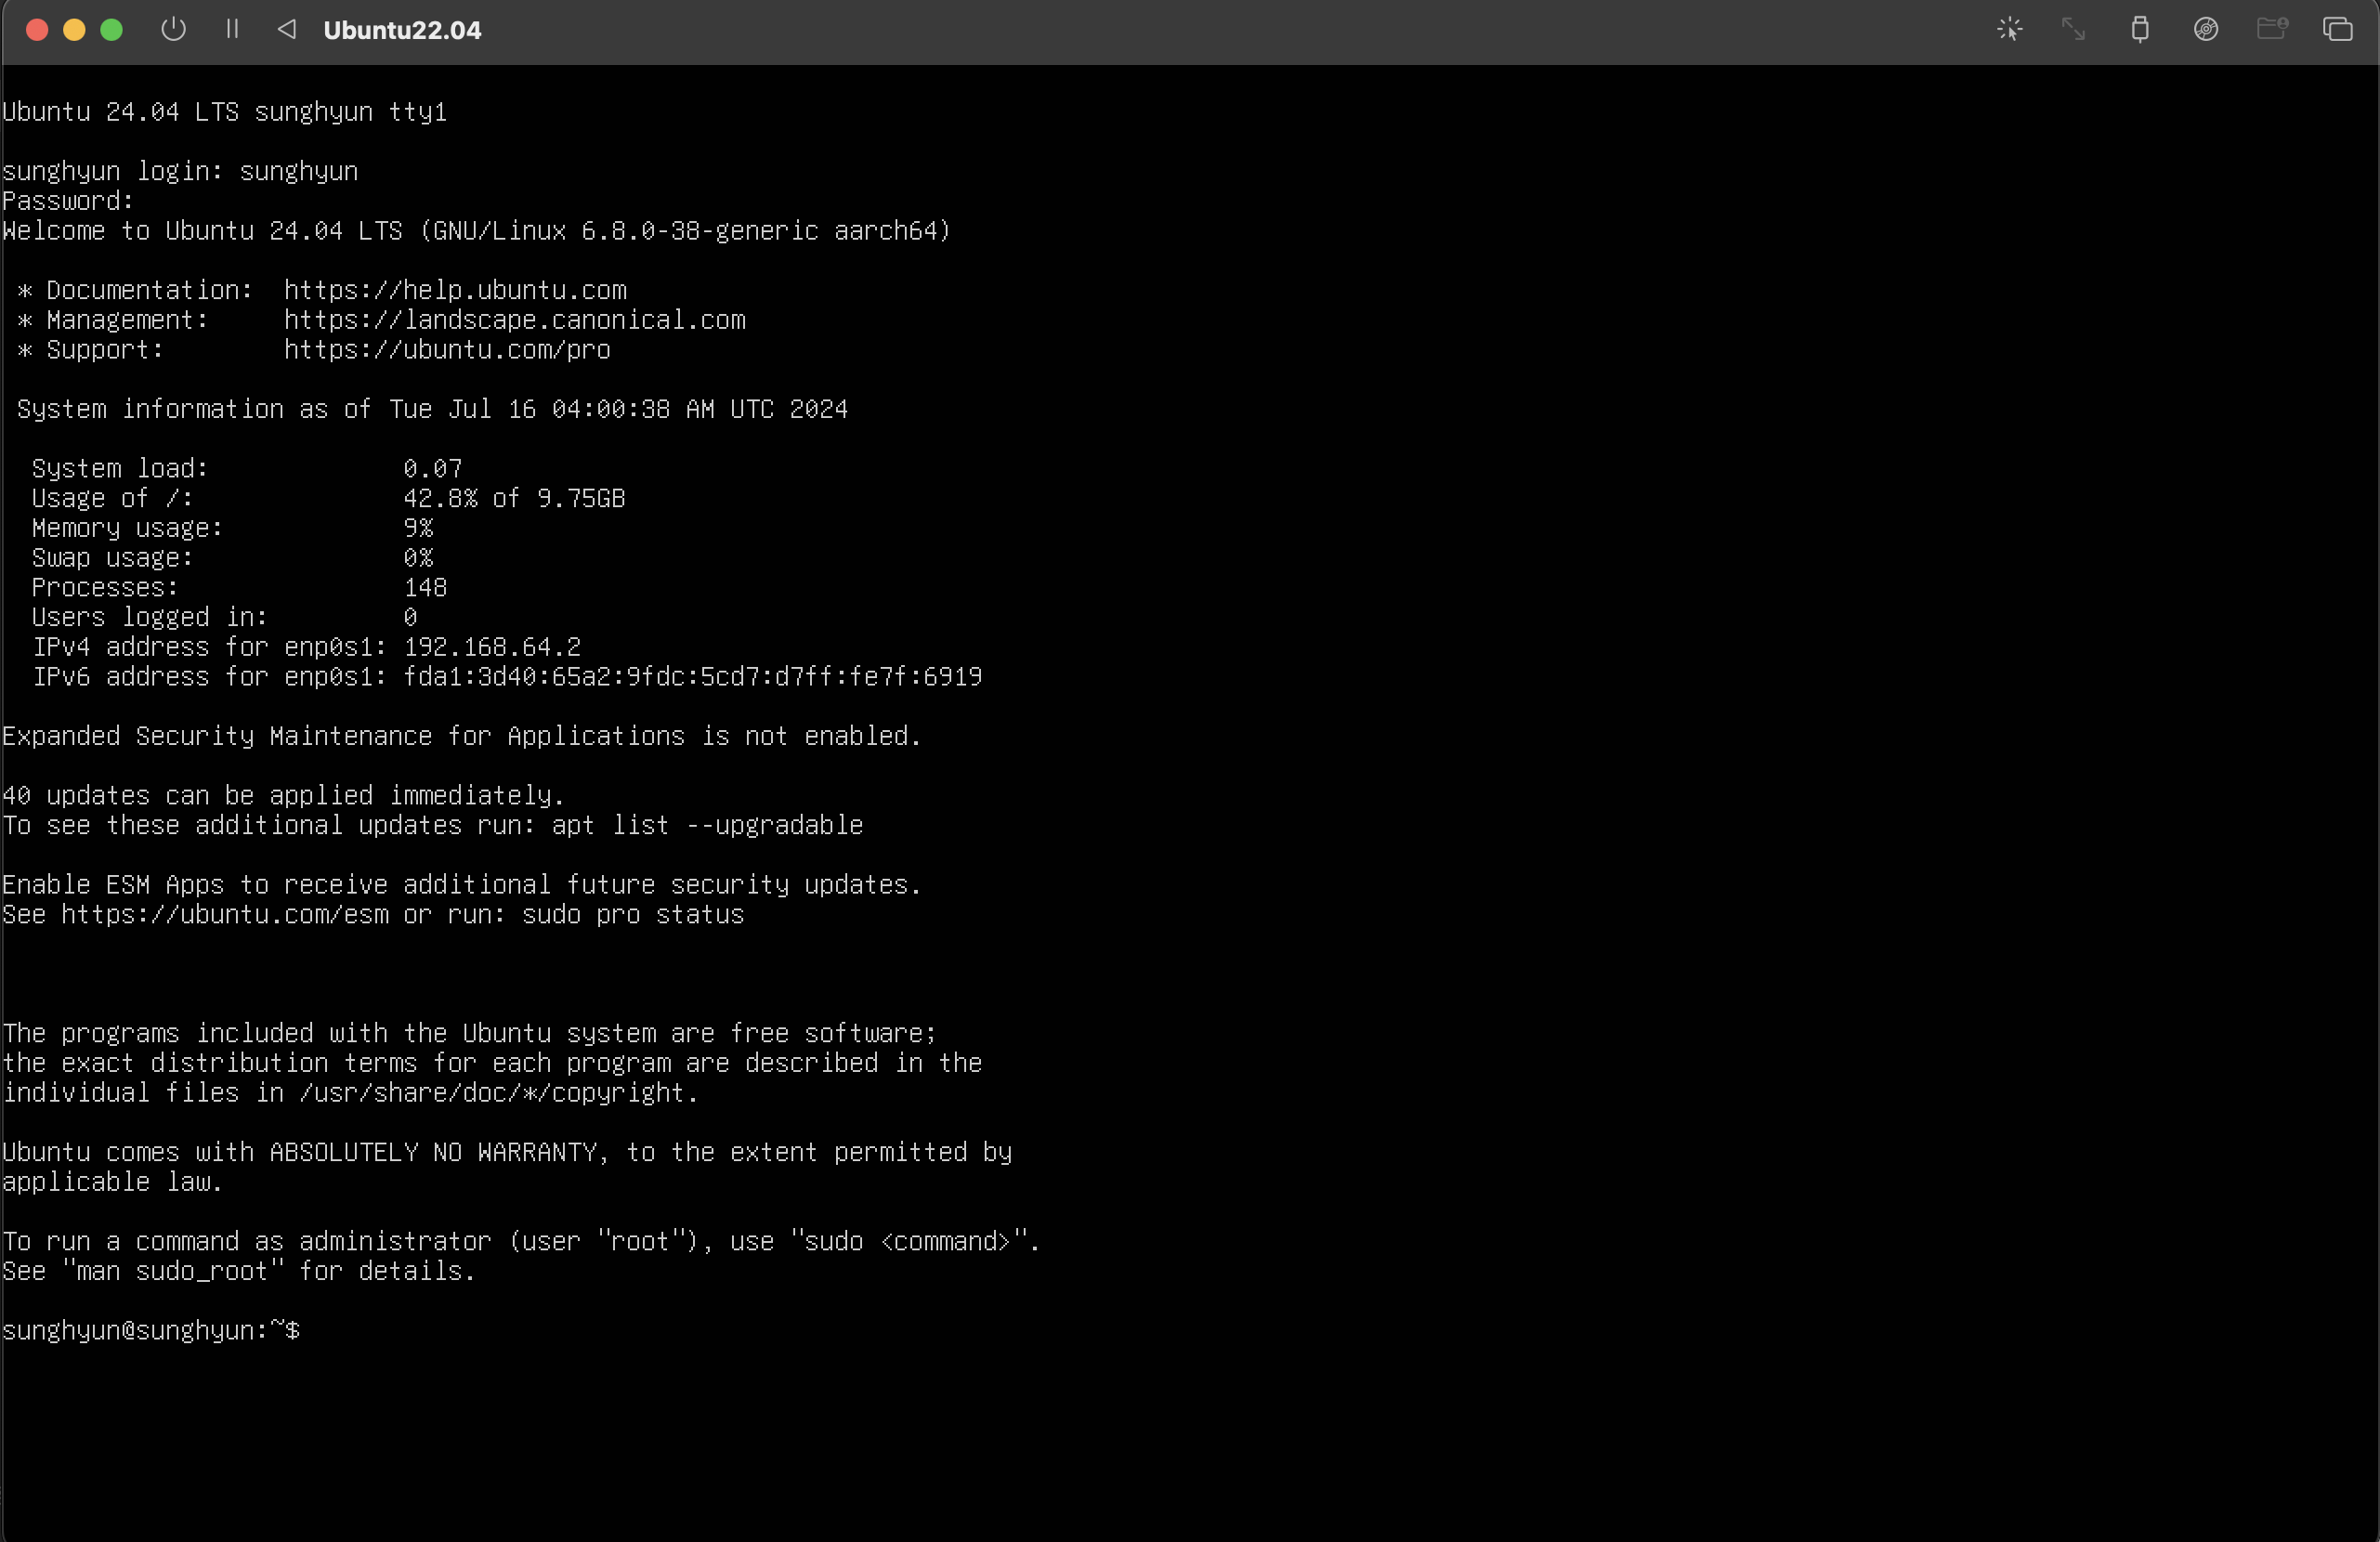 Ubuntu22.04
Ubuntu 24.04 LTS sunghyun tty1
sunghyun login: sunghyun
Password:
Welcome to Ubuntu 24.04 LTS (GNU/Linux 6.8.0-38-generic aarch64)
* Documentation:  https://help.ubuntu.com
* Management:     https://landscape.canonical.com
* Support:        https://ubuntu.com/pro
System information as of Tue Jul 16 04:00:38 AM UTC 2024
System load:             0.07
Usage of /:              42.8% of 9.75GB
Memory usage:            9%
Swap usage:              0%
Processes:               148
Users logged in:         0
IPv4 address for enp0s1: 192.168.64.2
IPv6 address for enp0s1: fda1:3d40:65a2:9fdc:5cd7:d7ff:fe7f:6919
Expanded Security Maintenance for Applications is not enabled.
40 updates can be applied immediately.
To see these additional updates run: apt list --upgradable
Enable ESM Apps to receive additional future security updates.
See https://ubuntu.com/esm or run: sudo pro status
The programs included with the Ubuntu system are free software;
the exact distribution terms for each program are described in the
individual files in /usr/share/doc/*/copyright.
Ubuntu comes with ABSOLUTELY NO WARRANTY, to the extent permitted by
applicable law.
To run a command as administrator (user "root"), use "sudo <command>".
See "man sudo_root" for details.
sunghyun@sunghyun:~$